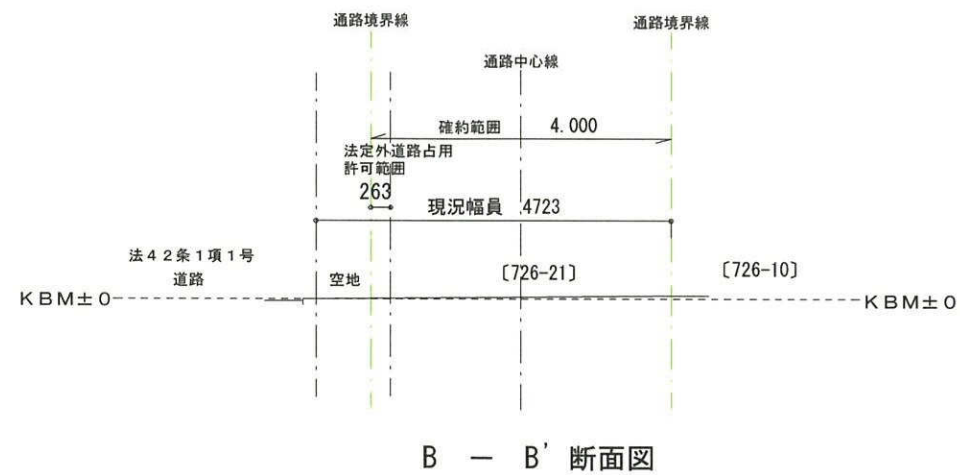 通路境界線
通路境界線
通路中心線
確約範囲 4.000
法定外道路占用
許可範囲
263
現況幅員 4723
法42条1項1号
道路
空地
〔726-21〕
〔726-10〕
KBM±0
KBM±0
B － B' 断面図